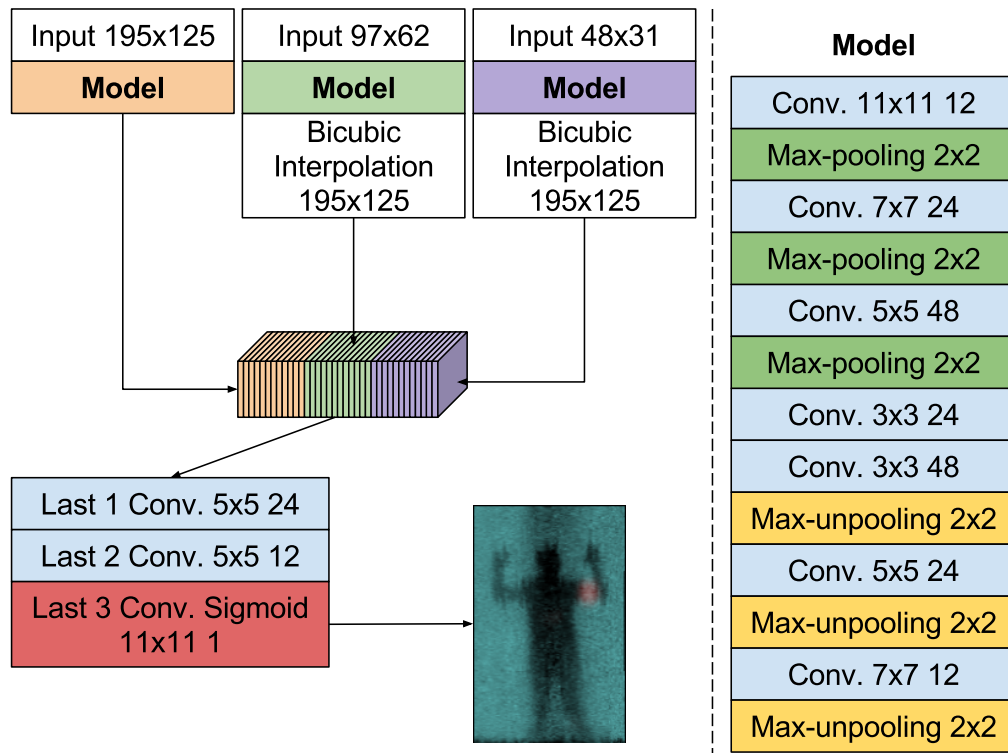 Input 195x125
Model
Input 97x62
Model
Bicubic
Interpolation
195x125
Input 48x31
Model
Bicubic
Interpolation
195x125
Last 1 Conv. 5x5 24
Last 2 Conv. 5x5 12
Last 3 Conv. Sigmoid
11x11 1
Model
Conv. 11x11 12
Max-pooling 2x2
Conv. 7x7 24
Max-pooling 2x2
Conv. 5x5 48
Max-pooling 2x2
Conv. 3x3 24
Conv. 3x3 48
Max-unpooling 2x2
Conv. 5x5 24
Max-unpooling 2x2
Conv. 7x7 12
Max-unpooling 2x2